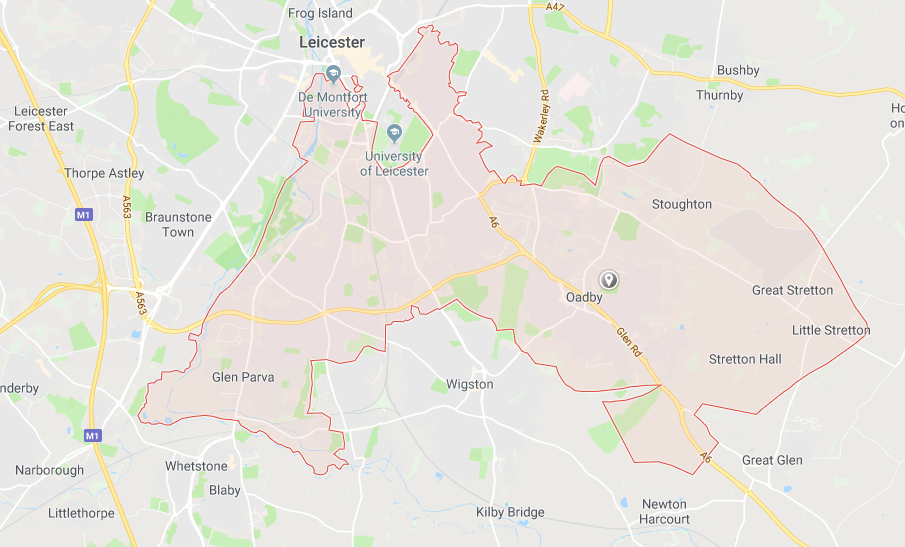 Frog Island
A47
Leicester
Bushby
De Montfort
University
Thurnby
Leicester
Forest East
Wakerley Rd
University
of Leicester
Thorpe Astley
A563
M1
Braunstone
Town
Stoughton
A6
A563
Oadby
Great Stretton
Glen Rd
Little Stretton
Stretton Hall
Glen Parva
Wigston
nderby
M1
Narborough
Whetstone
A6
Great Glen
Blaby
Littlethorpe
Kilby Bridge
Newton
Harcourt
Ho
on